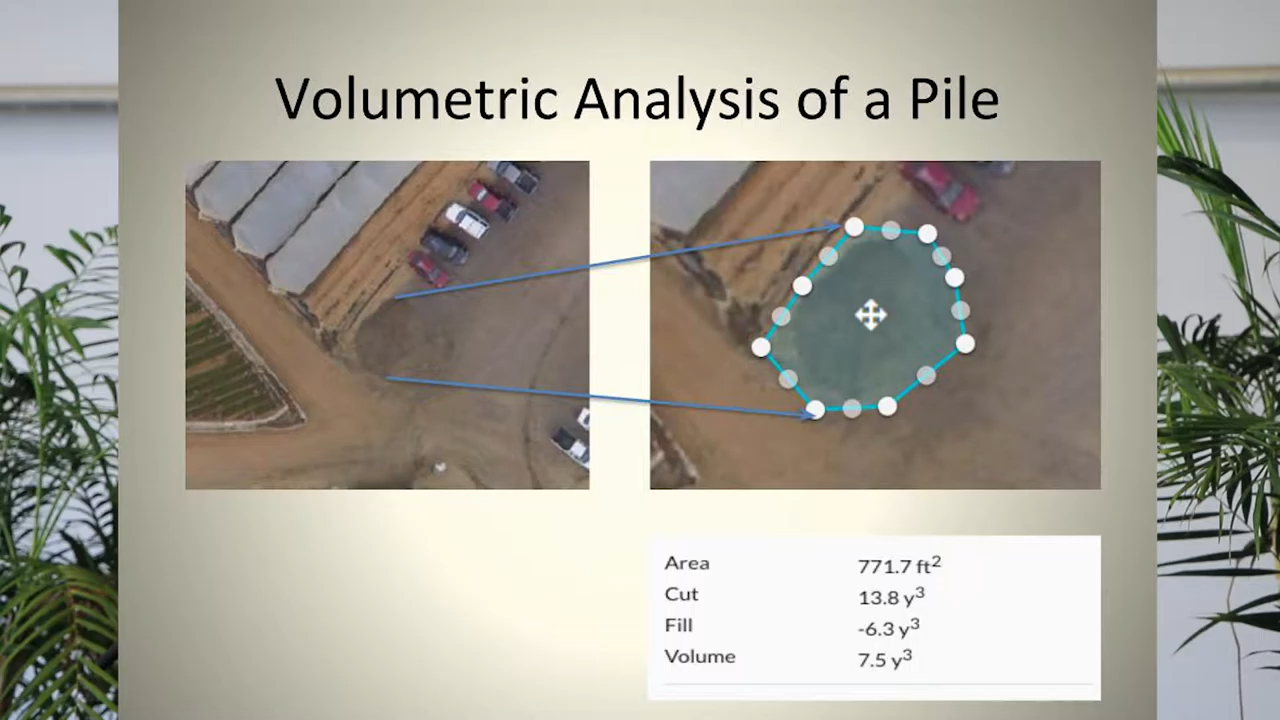 Volumetric Analysis of a Pile
Area 771.7 ft²
Cut 13.8 y³
Fill -6.3 y³
Volume 7.5 y³